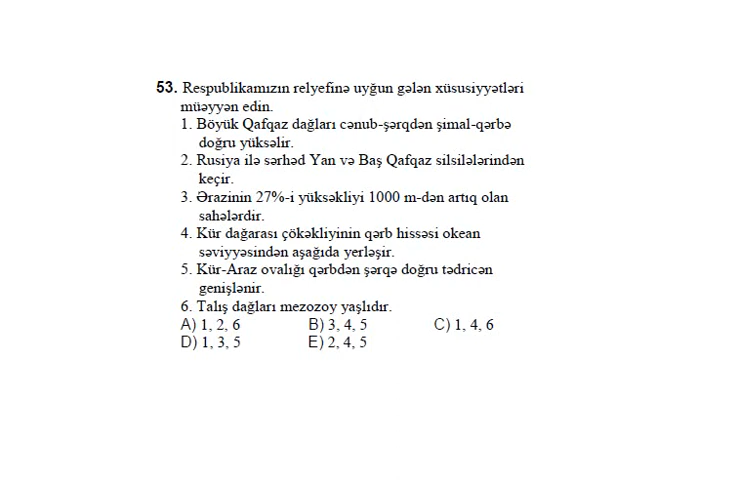 53. Respublikamızın relyefinə uyğun gələn xüsusiyyətləri
müəyyən edin.
1. Böyük Qafqaz dağları cənub-şərqdən şimal-qərbə
doğru yüksəlir.
2. Rusiya ilə sərhəd Yan və Baş Qafqaz silsilələrindən
keçir.
3. Ərazinin 27%-i yüksəkliyi 1000 m-dən artıq olan
sahələrdir.
4. Kür dağarası çökəkliyinin qərb hissəsi okean
səviyyəsindən aşağıda yerləşir.
5. Kür-Araz ovalığı qərbdən şərqə doğru tədricən
genişlənir.
6. Talış dağları mezozoy yaşlıdır.
A) 1, 2, 6 B) 3, 4, 5 C) 1, 4, 6
D) 1, 3, 5 E) 2, 4, 5